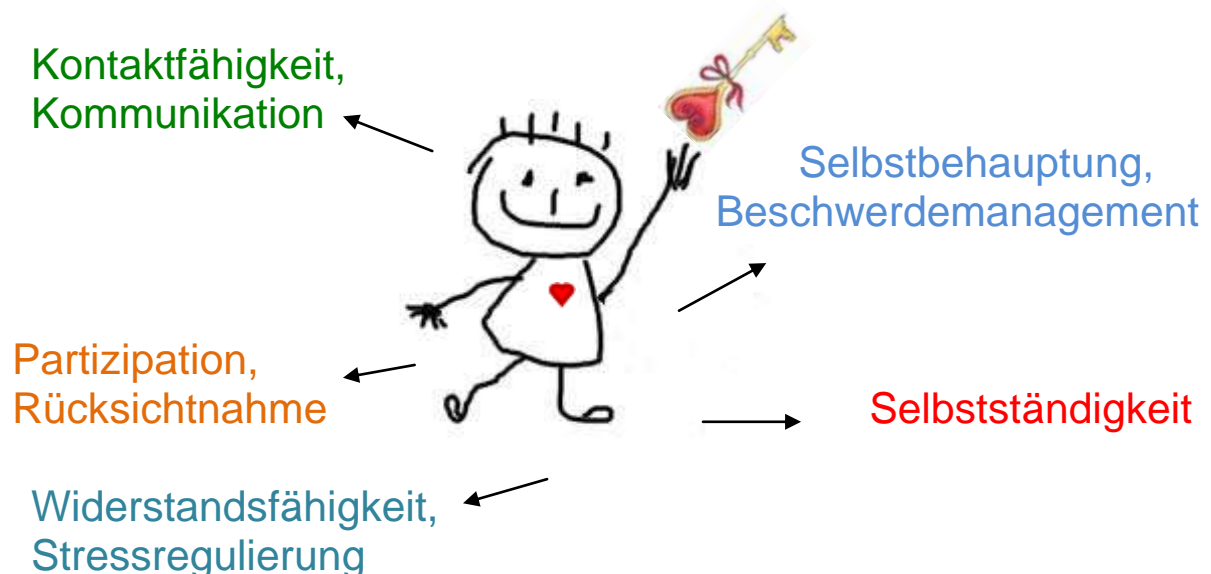 Kontaktfähigkeit,
Kommunikation
Selbstbehauptung,
Beschwerdemanagement
Partizipation,
Rücksichtnahme
Selbstständigkeit
Widerstandsfähigkeit,
Stressregulierung